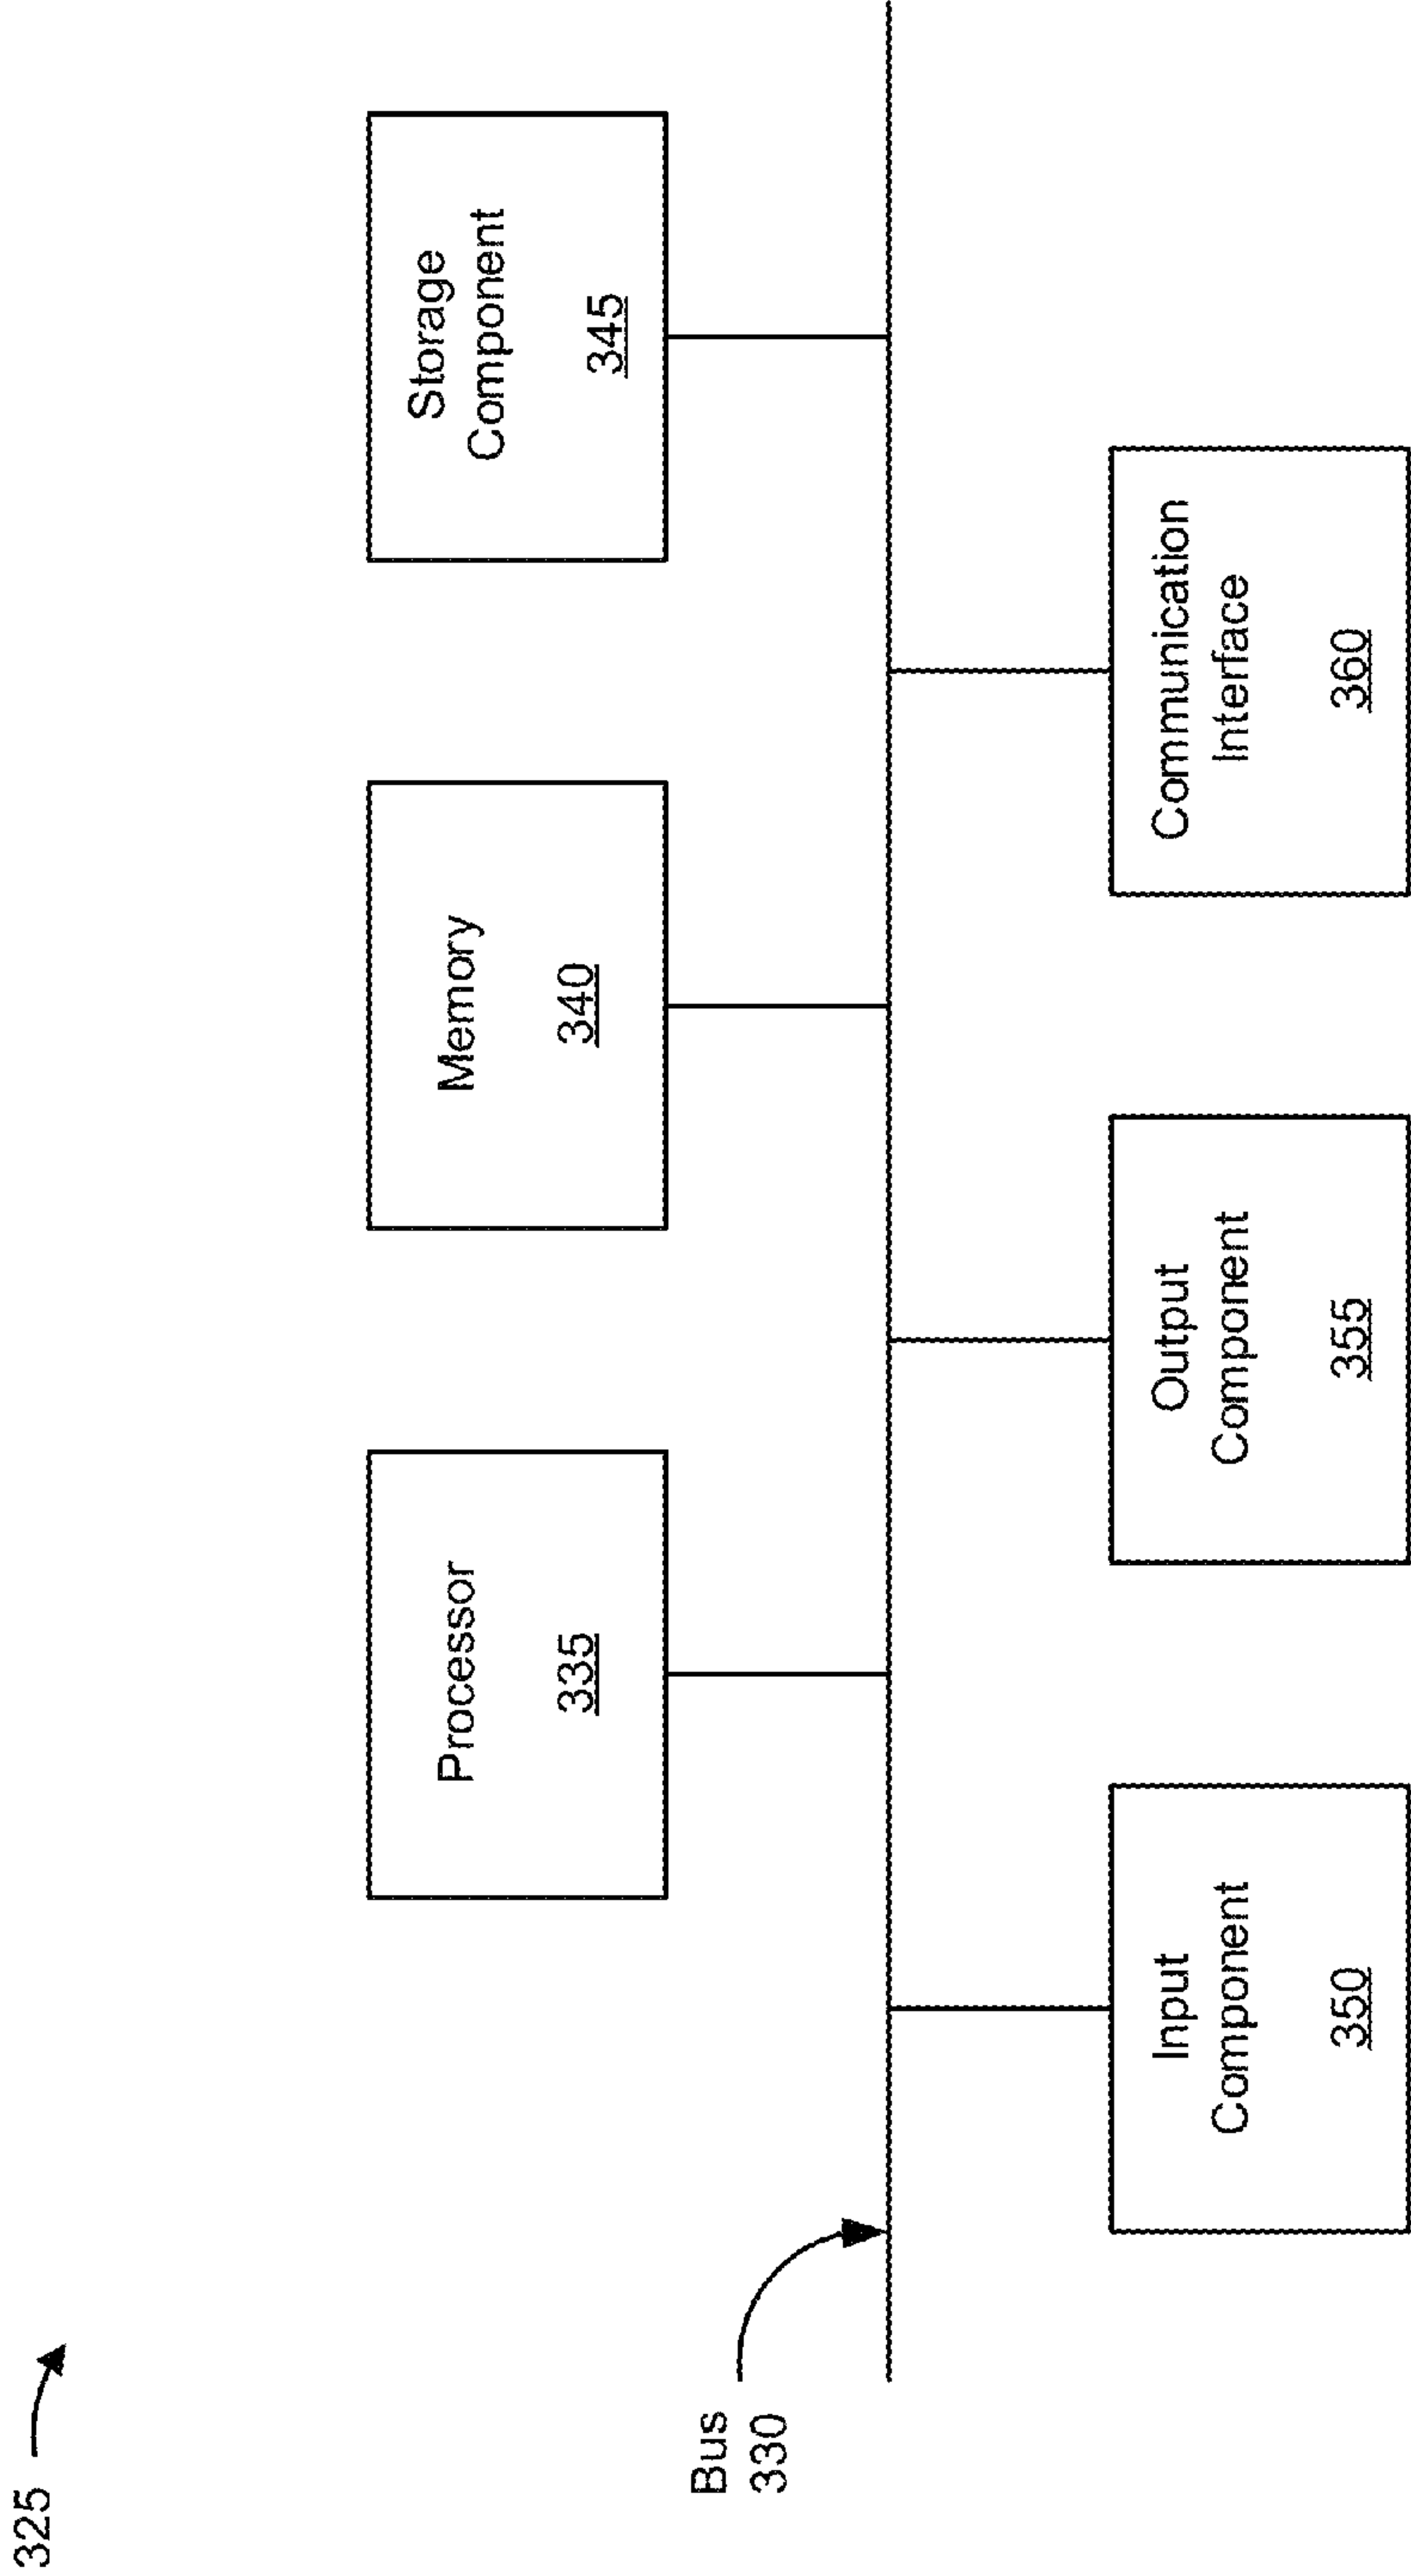 325
Processor
335
Memory
340
Storage
Component
345
Bus
330
Input
Component
350
Output
Component
355
Communication
Interface
360